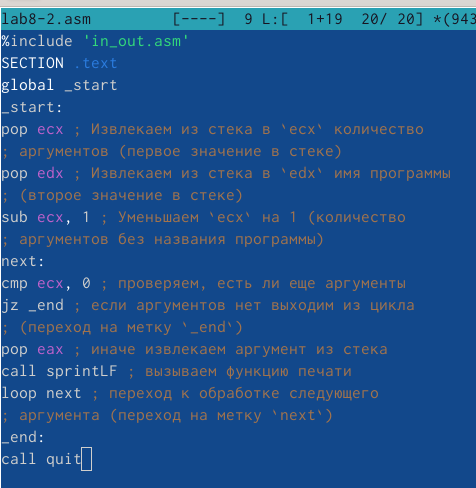 lab8-2.asm [----] 9 L:[ 1+19 20/ 20] *(943
%include 'in_out.asm'
SECTION .text
global _start
_start:
pop ecx ; Извлекаем из стека в `ecx` количество
; аргументов (первое значение в стеке)
pop edx ; Извлекаем из стека в `edx` имя программы
; (второе значение в стеке)
sub ecx, 1 ; Уменьшаем `ecx` на 1 (количество
; аргументов без названия программы)
next:
cmp ecx, 0 ; проверяем, есть ли еще аргументы
jz _end ; если аргументов нет выходим из цикла
; (переход на метку `_end`)
pop eax ; иначе извлекаем аргумент из стека
call sprintLF ; вызываем функцию печати
loop next ; переход к обработке следующего
; аргумента (переход на метку `next`)
_end:
call quit